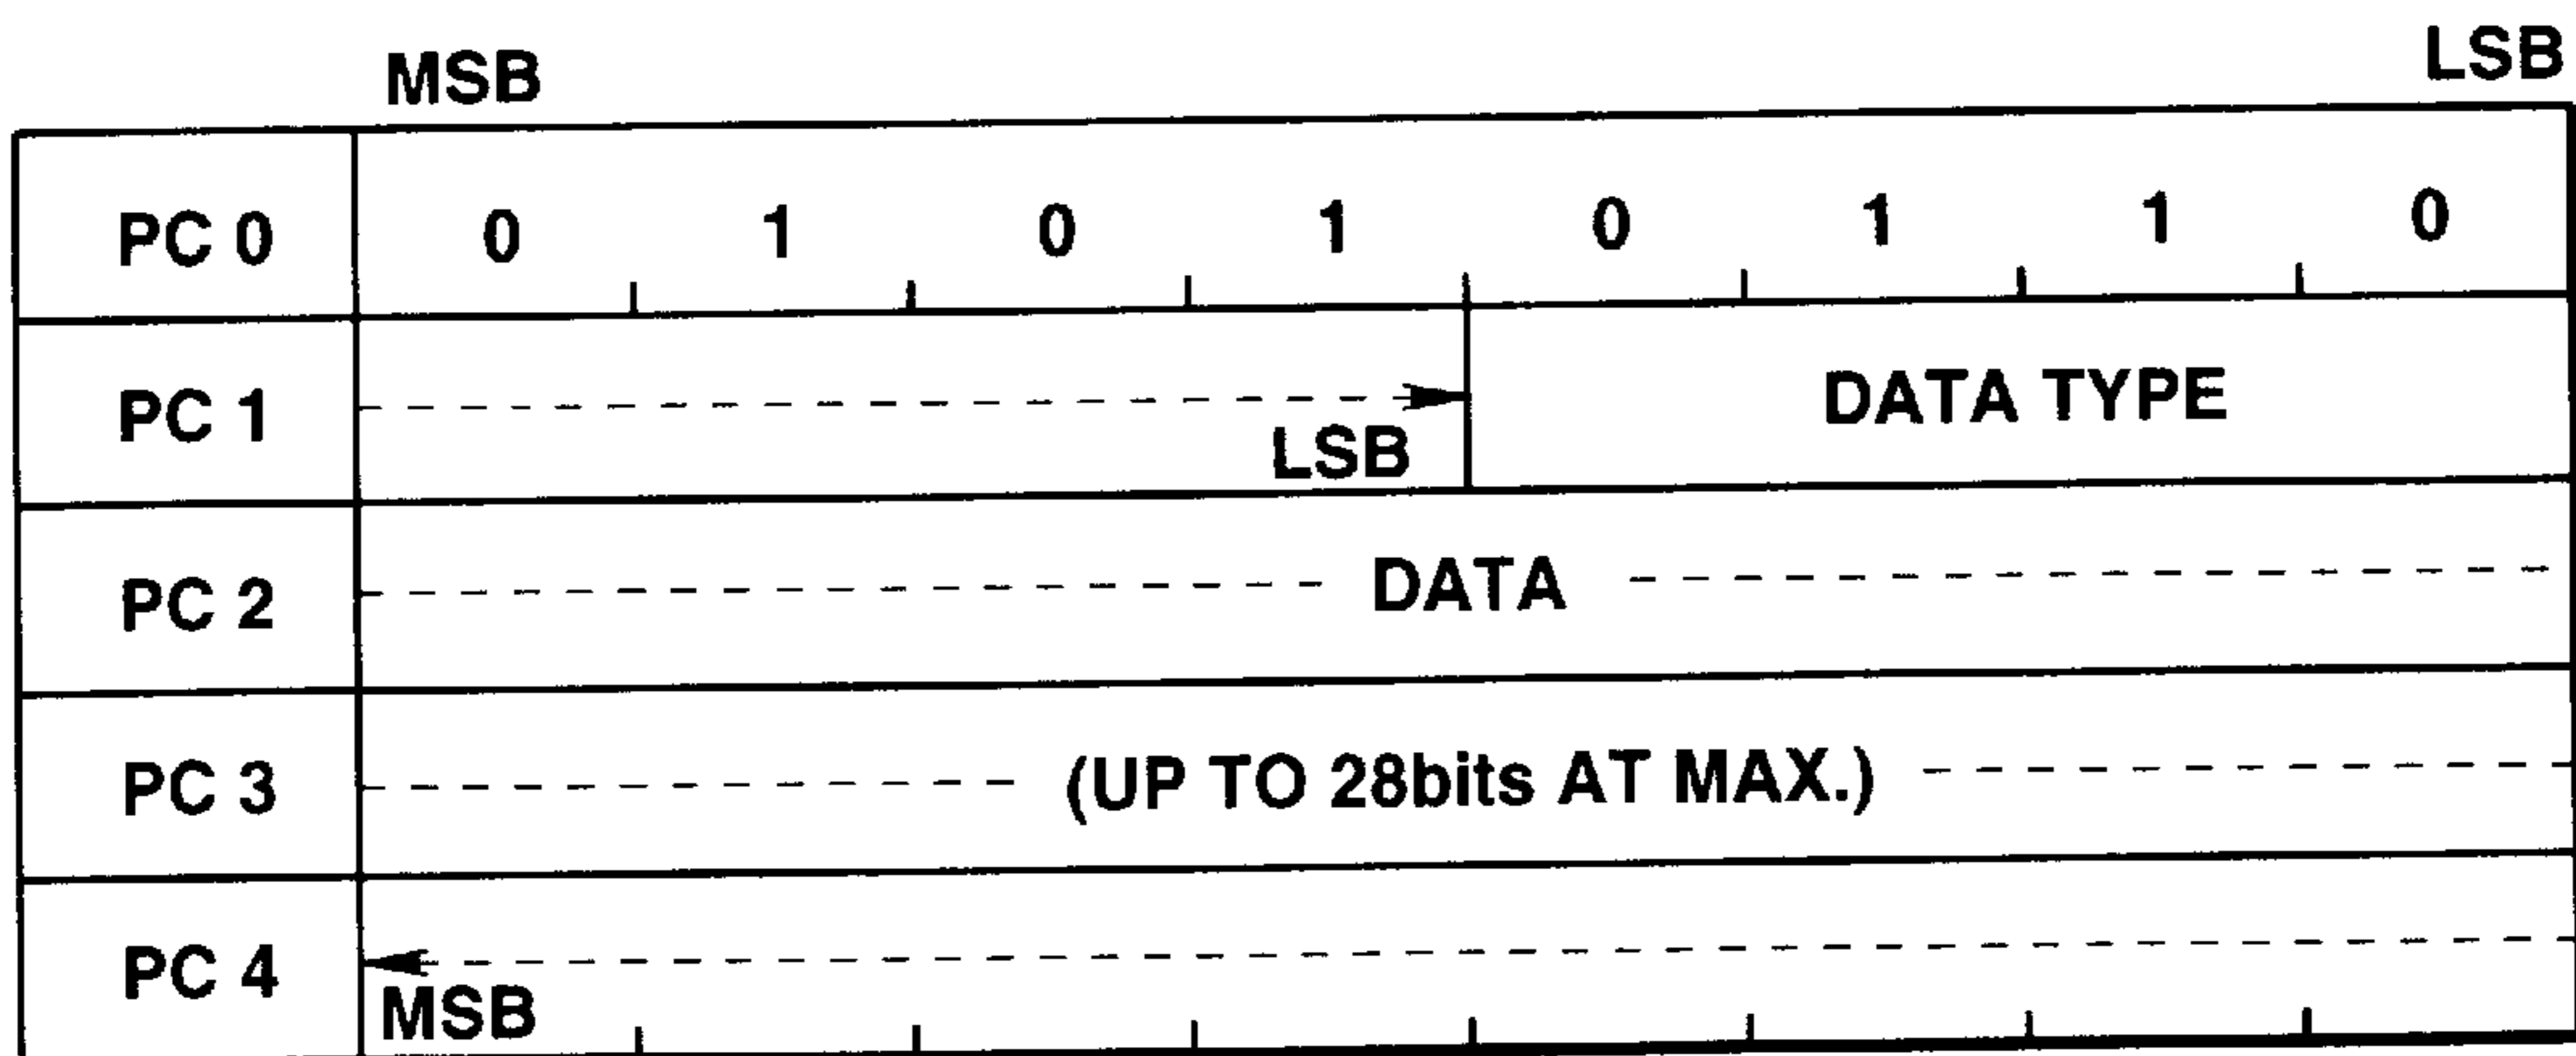 MSB LSB
PC 0 0 1 0 1 0 1 1 0
PC 1 LSB DATA TYPE
PC 2 DATA
PC 3 (UP TO 28bits AT MAX.)
PC 4 MSB